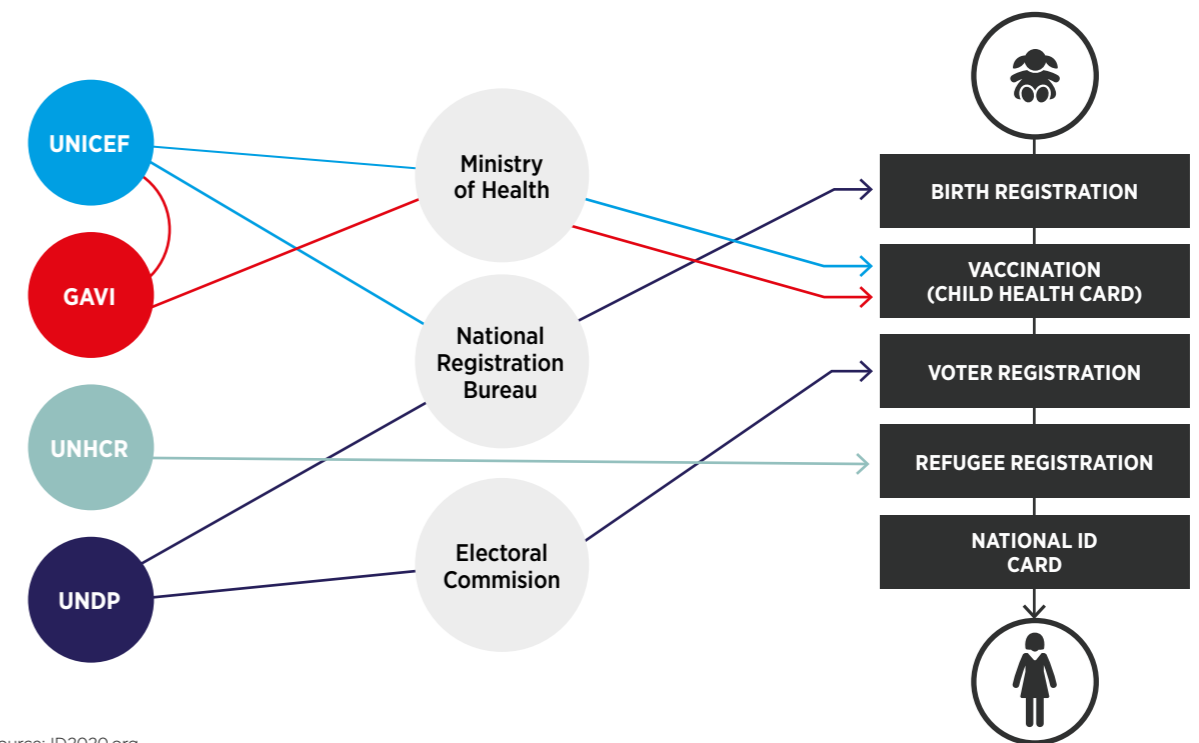 UNICEF
GAVI
UNHCR
UNDP
Ministry
of Health
National
Registration
Bureau
Electoral
Commision
BIRTH REGISTRATION
VACCINATION
(CHILD HEALTH CARD)
VOTER REGISTRATION
REFUGEE REGISTRATION
NATIONAL ID
CARD